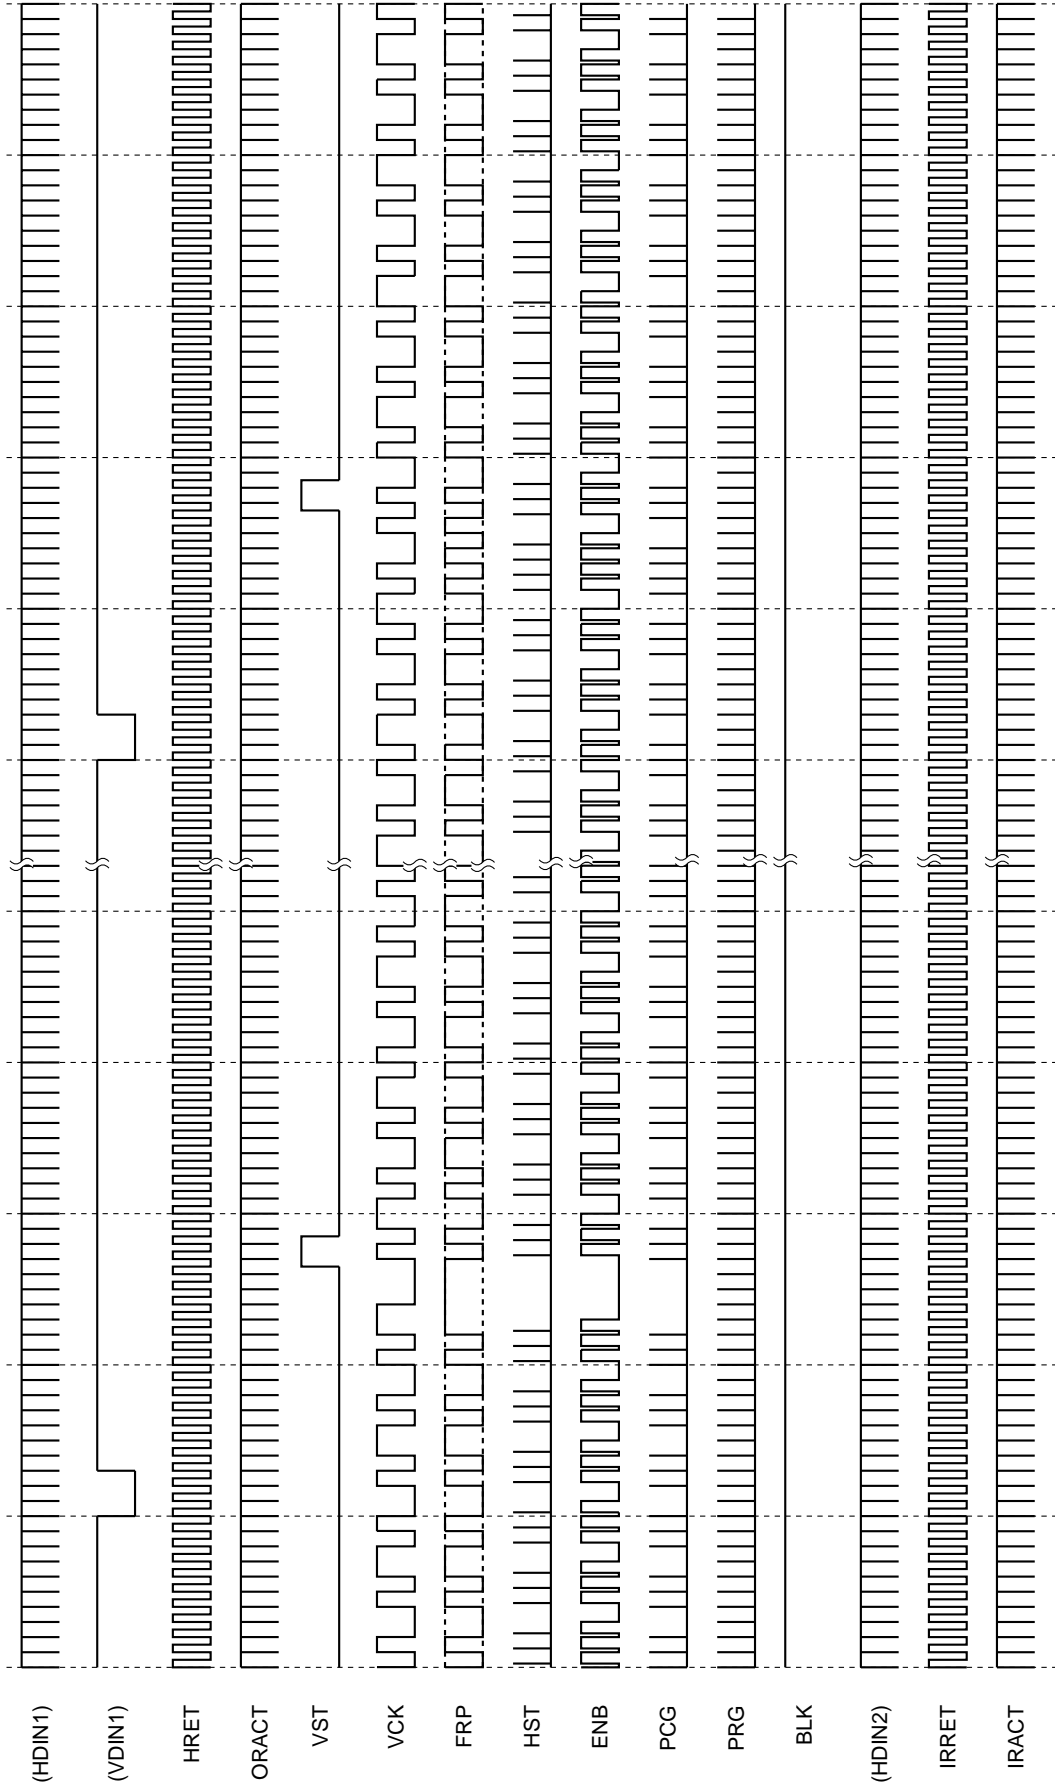 (HDIN1)
(VDIN1)
HRET
ORACT
VST
VCK
FRP
HST
ENB
PCG
PRG
BLK
(HDIN2)
IRRET
IRACT